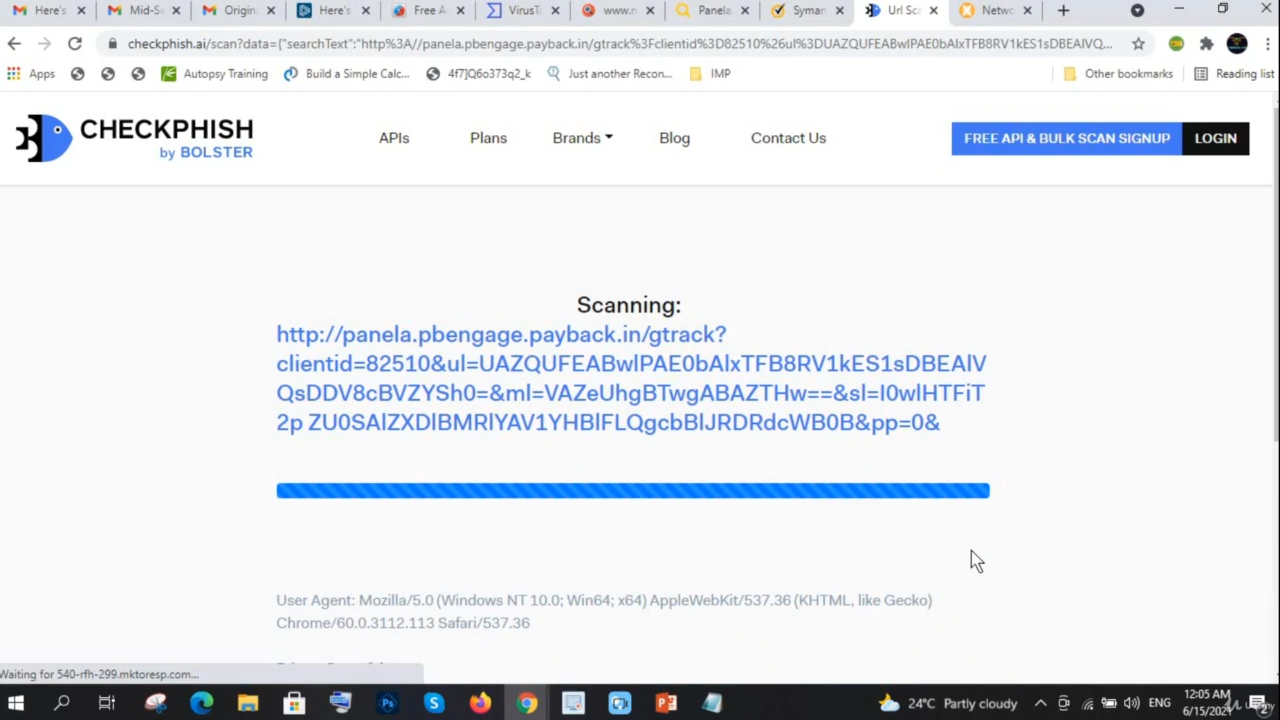 Here's
Mid-S
Origin
Here's
Free A
VirusT
www.n
Panela
Syman
Url Sca
Netwo
checkphish.ai/scan?data={"searchText":"http%3A//panela.pbengage.payback.in/gtrack%3Fclientid%3D82510%26ul%3DUAZQUFEABwlPAE0bAlxTFB8RV1kES1sDBEAlVQ...
Apps
Autopsy Training
Build a Simple Calc...
4f7]Q6o373q2_k
Just another Recon...
IMP
Other bookmarks
Reading list
CHECKPHISH
by BOLSTER
APIs
Plans
Brands
Blog
Contact Us
FREE API & BULK SCAN SIGNUP
LOGIN
Scanning:
http://panela.pbengage.payback.in/gtrack?
clientid=82510&ul=UAZQUFEABwlPAE0bAlxTFB8RV1kES1sDBEAlV
QsDDV8cBVZYSh0=&ml=VAZeUhgBTwgABAZTHw==&sl=I0wlHTFiT
2p ZU0SAlZXDlBMRlYAV1YHBlFLQgcbBlJRDRdcWB0B&pp=0&
User Agent: Mozilla/5.0 (Windows NT 10.0; Win64; x64) AppleWebKit/537.36 (KHTML, like Gecko)
Chrome/60.0.3112.113 Safari/537.36
Waiting for 540-rfh-299.mktoresp.com...
24°C Partly cloudy
ENG
12:05 AM
6/15/2021